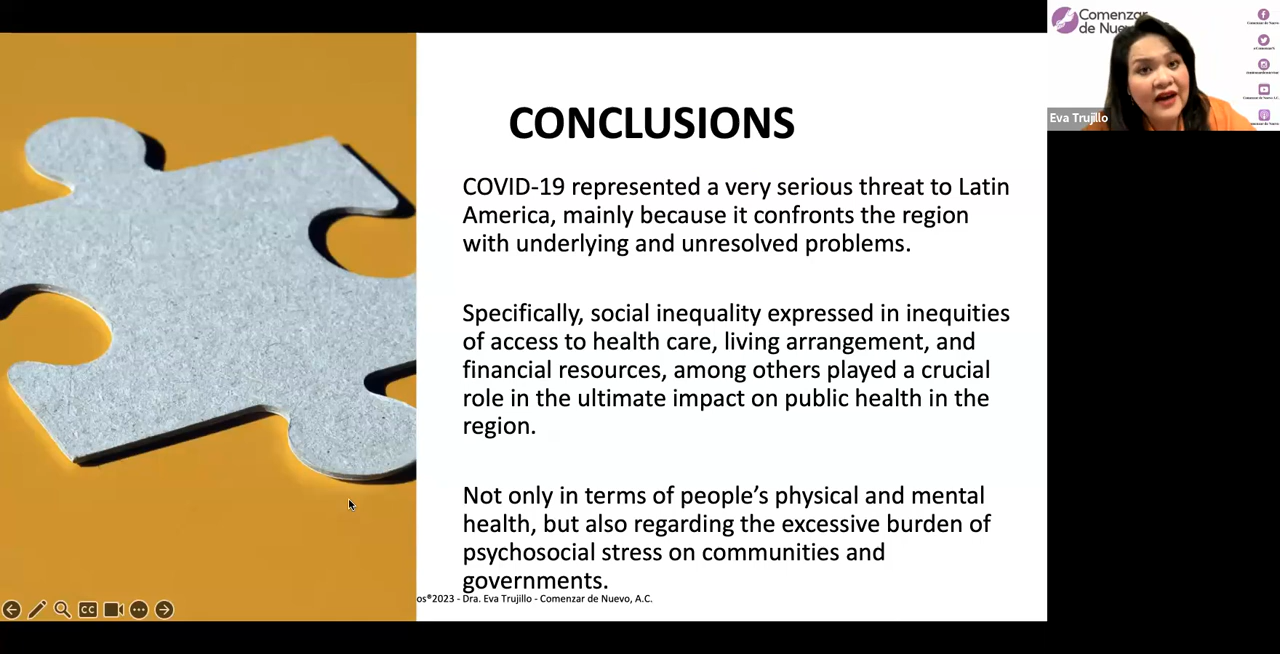 CONCLUSIONS
COVID-19 represented a very serious threat to Latin
America, mainly because it confronts the region
with underlying and unresolved problems.
Specifically, social inequality expressed in inequities
of access to health care, living arrangement, and
financial resources, among others played a crucial
role in the ultimate impact on public health in the
region.
Not only in terms of people’s physical and mental
health, but also regarding the excessive burden of
psychosocial stress on communities and
governments.
os®2023 - Dra. Eva Trujillo - Comenzar de Nuevo, A.C.
CC
Comenzar
de Nue
Eva Trujillo